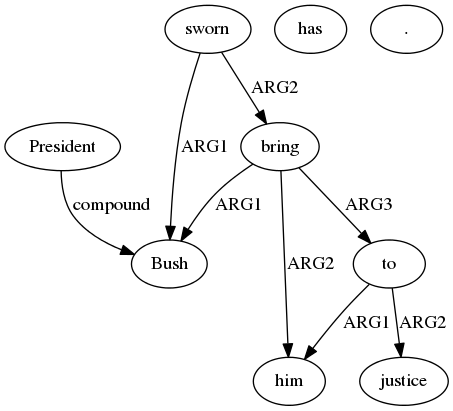 sworn has .
ARG2
President ARG1 bring
compound ARG1 ARG3
Bush ARG2 to
ARG1 ARG2
him justice